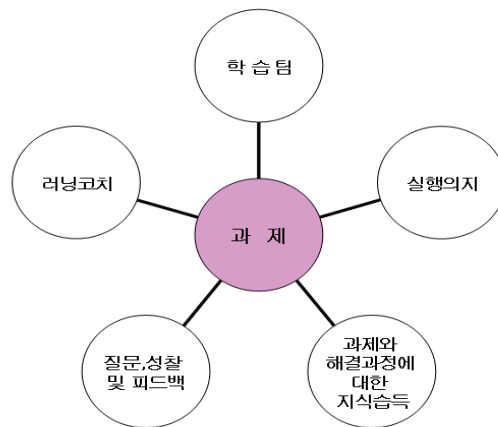 학 습 팀
러닝코치
실행의지
과 제
질문,성찰
및 피드백
과제와
해결과정에
대한
지식습득